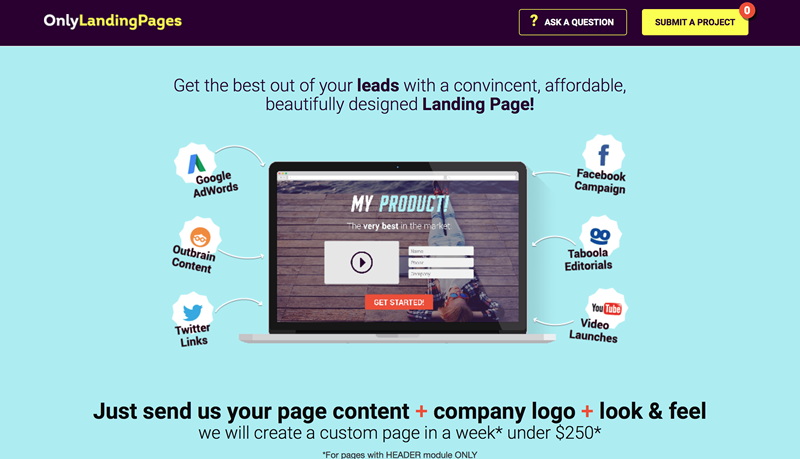 OnlyLandingPages
? ASK A QUESTION
SUBMIT A PROJECT
0
Get the best out of your leads with a convincent, affordable,
beautifully designed Landing Page!
Google
AdWords
Facebook
Campaign
MY PRODUCT!
The very best in the market
Name
Phone
Company
GET STARTED!
Outbrain
Content
Taboola
Editorials
Twitter
Links
YouTube
Video
Launches
Just send us your page content + company logo + look & feel
we will create a custom page in a week* under $250*
*For pages with HEADER module ONLY